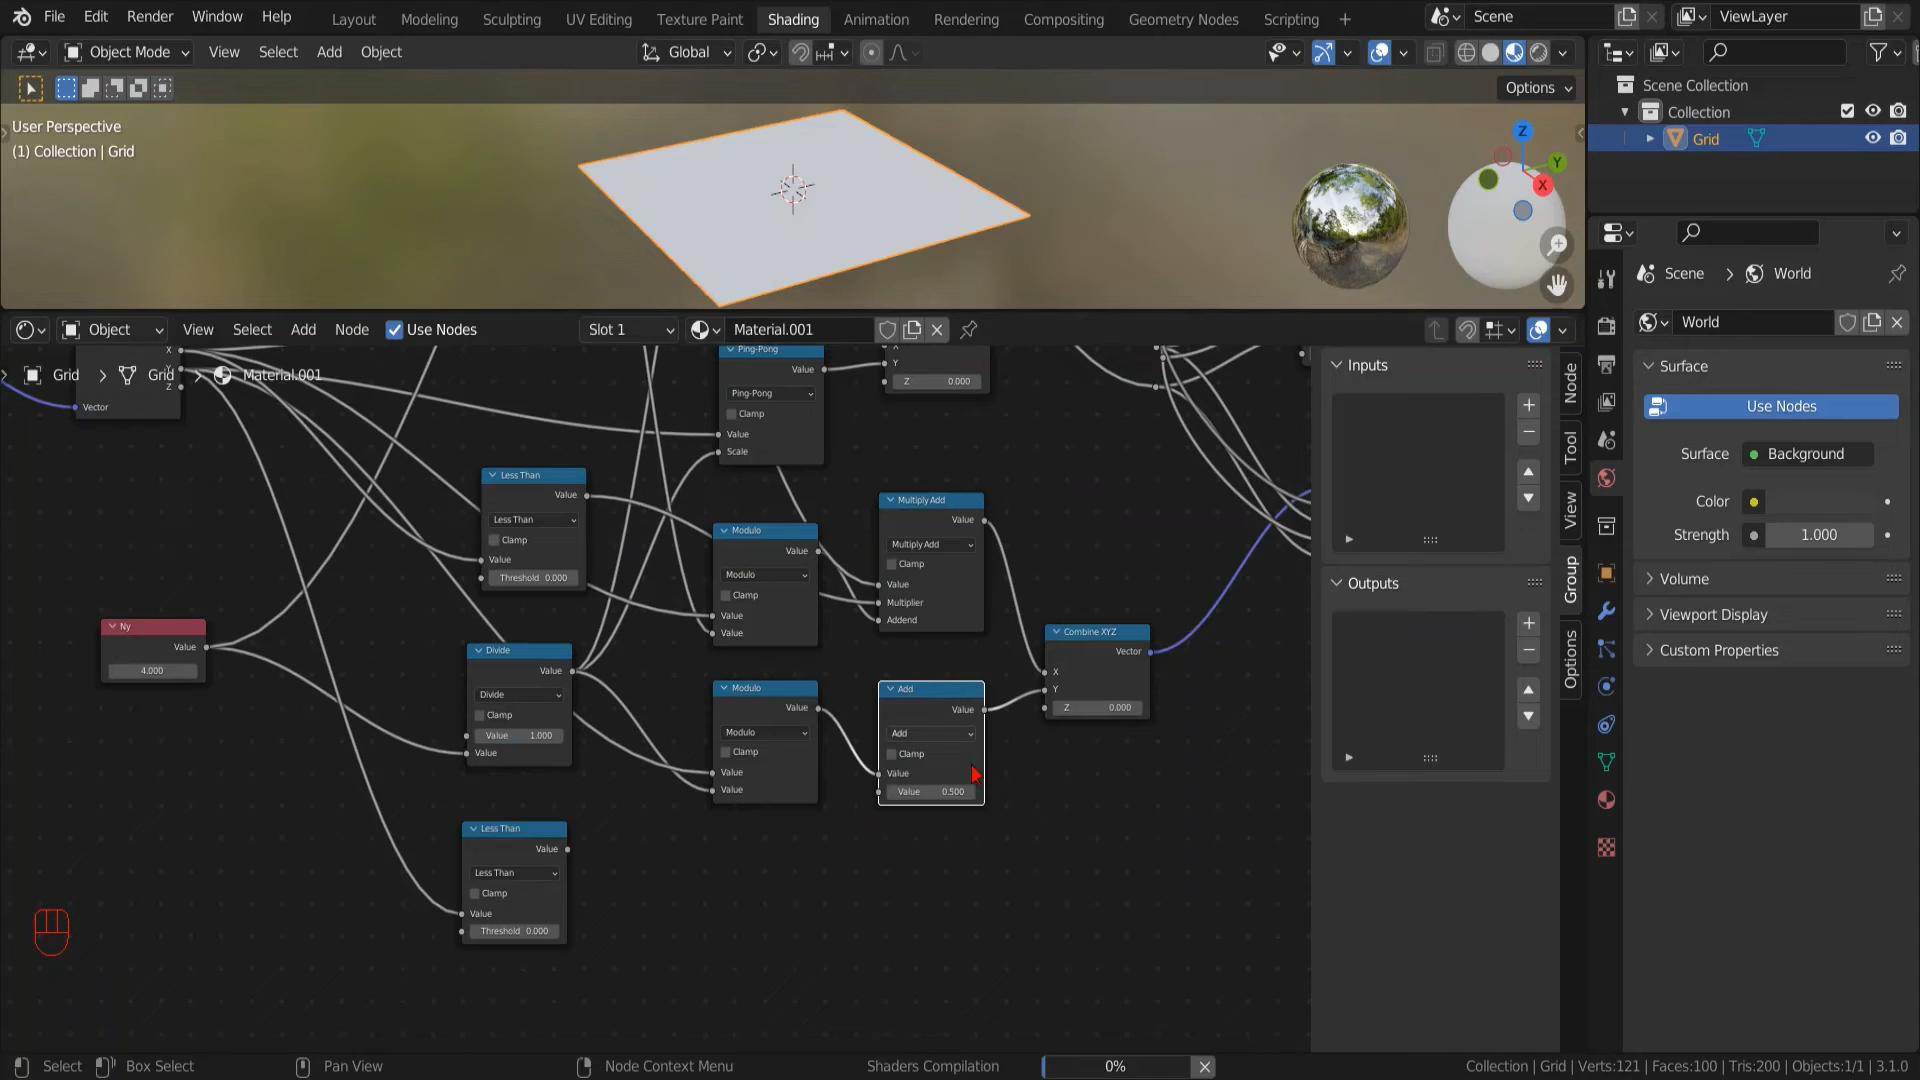 File Edit Render Window Help
Layout Modeling Sculpting UV Editing Texture Paint Shading Animation Rendering Compositing Geometry Nodes Scripting +
Scene
ViewLayer
Object Mode View Select Add Object
Global
Options
User Perspective
(1) Collection | Grid
Z
Y
X
Scene Collection
Collection
Grid
Scene > World
World
Surface
Use Nodes
Surface Background
Color
Strength 1.000
Volume
Viewport Display
Custom Properties
Object View Select Add Node Use Nodes
Slot 1
Material.001
Grid > Grid > Material.001
X
Y
Z
Vector
Ping-Pong
Value
Ping-Pong
Clamp
Value
Scale
Y
Z 0.000
Less Than
Value
Less Than
Clamp
Value
Threshold 0.000
Modulo
Value
Modulo
Clamp
Value
Value
Multiply Add
Value
Multiply Add
Clamp
Value
Multiplier
Addend
Ny
Value
4.000
Divide
Value
Divide
Clamp
Value 1.000
Value
Modulo
Value
Modulo
Clamp
Value
Value
Add
Value
Add
Clamp
Value
Value 0.500
Combine XYZ
Vector
X
Y
Z 0.000
Less Than
Value
Less Than
Clamp
Value
Threshold 0.000
Inputs
Outputs
Node
Tool
View
Group
Options
Select Box Select Pan View Node Context Menu Shaders Compilation 0% Collection | Grid | Verts:121 | Faces:100 | Tris:200 | Objects:1/1 | 3.1.0